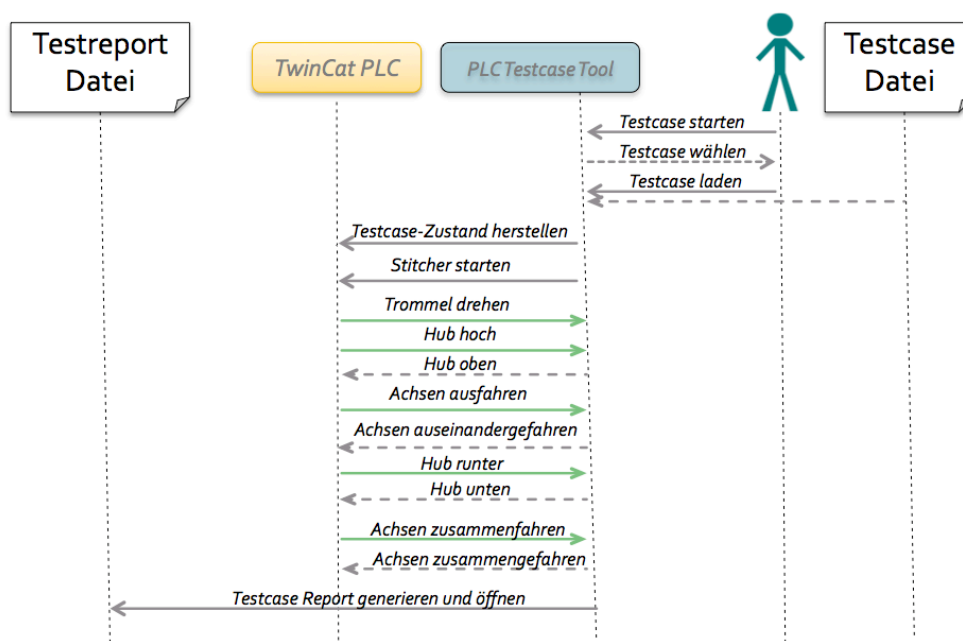 Testreport
Datei
TwinCat PLC
PLC Testcase Tool
Testcase
Datei
Testcase starten
Testcase wählen
Testcase laden
Testcase-Zustand herstellen
Stitcher starten
Trommel drehen
Hub hoch
Hub oben
Achsen ausfahren
Achsen auseinandergefahren
Hub runter
Hub unten
Achsen zusammenfahren
Achsen zusammengefahren
Testcase Report generieren und öffnen